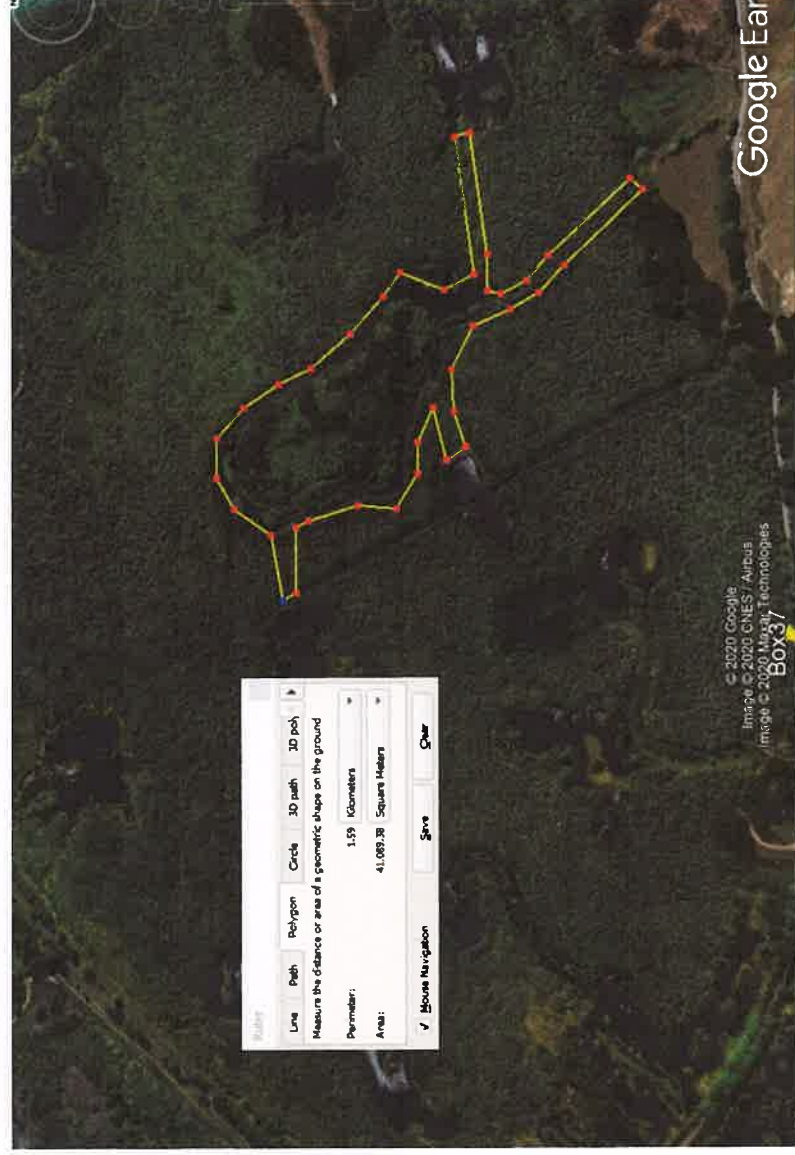 Ruler
Line Path Polygon Circle 3D path 3D poly
Measure the distance or area of a geometric shape on the ground
Perimeter: 1.59 Kilometers
Area: 41,089.38 Square Meters
✓ Mouse Navigation Save Clear
© 2020 Google
Image © 2020 CNES / Airbus
Image © 2020 Maxar Technologies
Box37
Google Ear